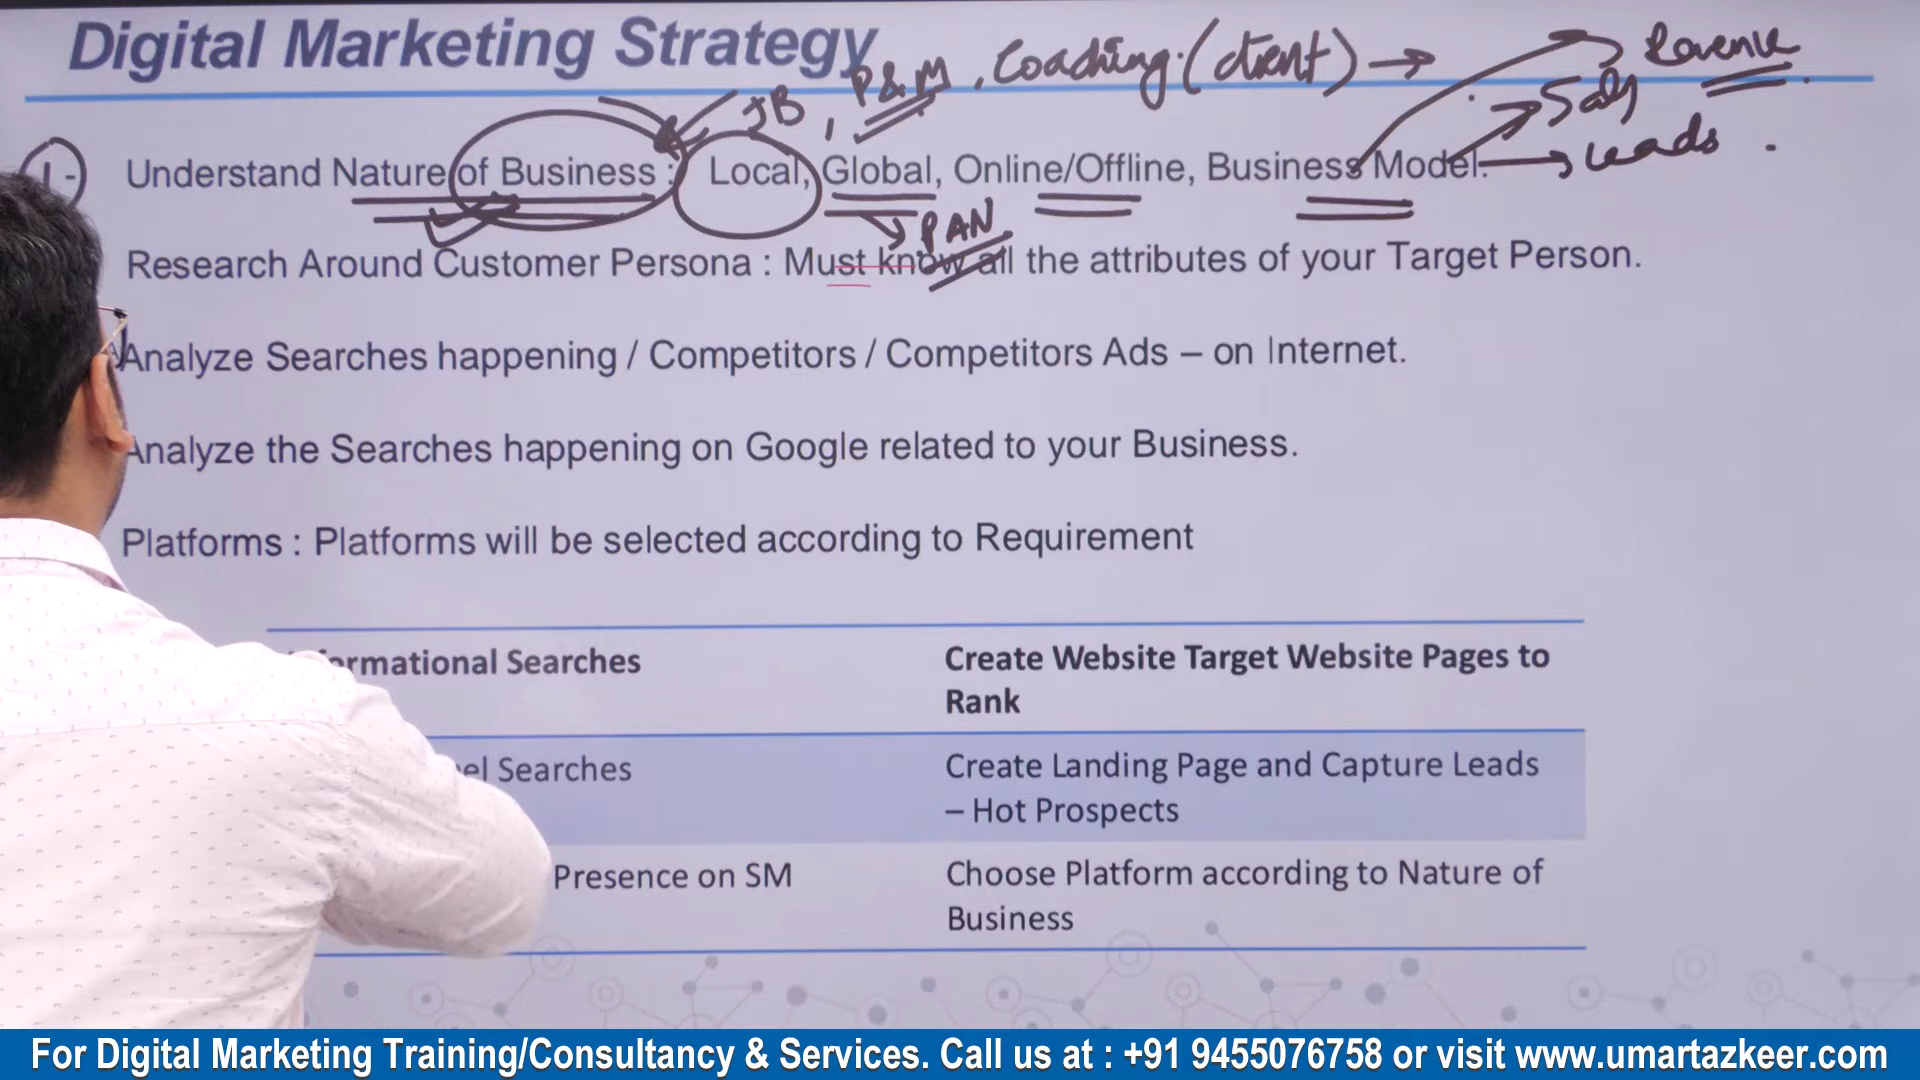 Digital Marketing Strategy
JB, P&M, Coaching. (client) → Revenue
Sales
Leads
1-
Understand Nature of Business : Local, Global, Online/Offline, Business Model.
PAN
Research Around Customer Persona : Must know all the attributes of your Target Person.
Analyze Searches happening / Competitors / Competitors Ads – on Internet.
Analyze the Searches happening on Google related to your Business.
Platforms : Platforms will be selected according to Requirement
Searches
Create Website Target Website Pages to
Rank
Searches
Create Landing Page and Capture Leads
– Hot Prospects
Presence on SM
Choose Platform according to Nature of
Business
For Digital Marketing Training/Consultancy & Services. Call us at : +91 9455076758 or visit www.umartazkeer.com